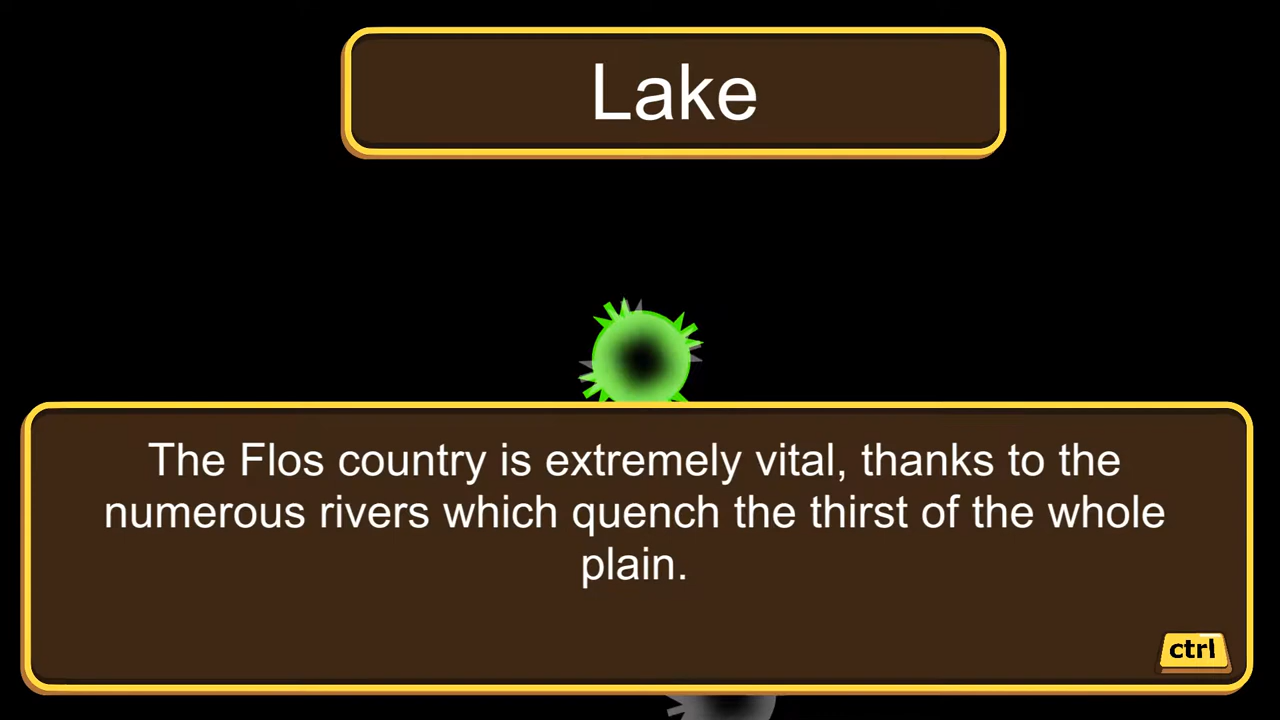 Lake
The Flos country is extremely vital, thanks to the
numerous rivers which quench the thirst of the whole
plain.
ctrl